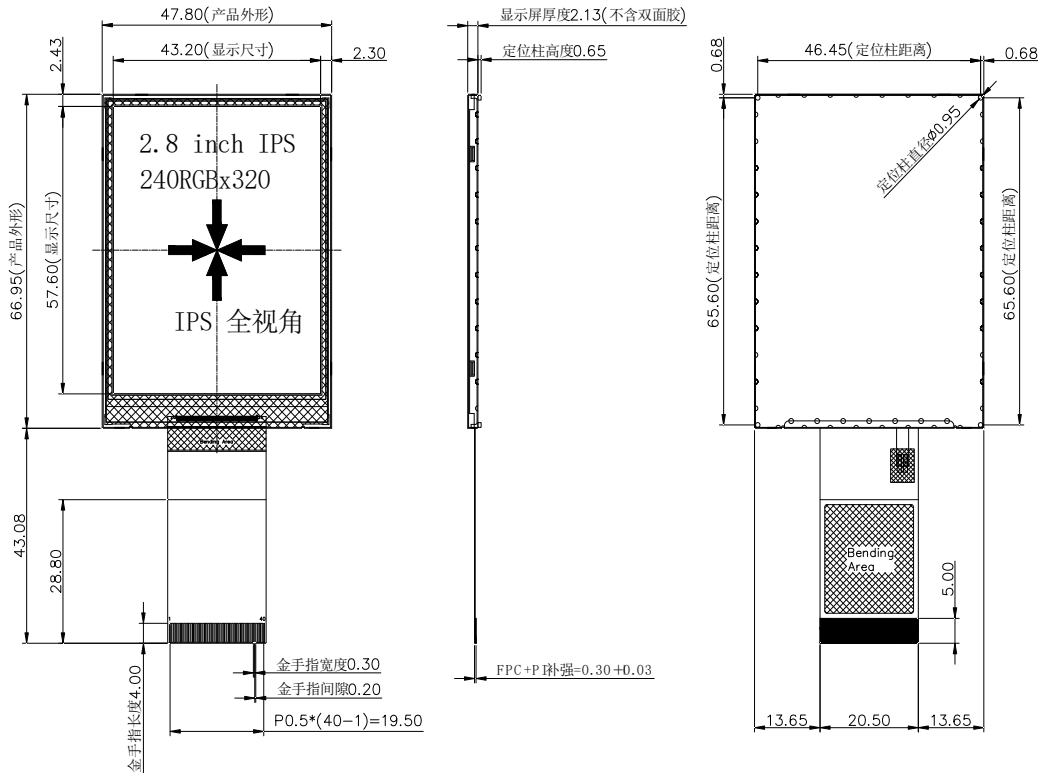 47.80(产品外形)
43.20(显示尺寸)
2.30
2.43
66.95(产品外形)
57.60(显示尺寸)
2.8 inch IPS
240RGBx320
IPS 全视角
Bending Area
43.08
28.80
1
40
金手指长度4.00
金手指宽度0.30
金手指间隙0.20
P0.5*(40-1)=19.50
显示屏厚度2.13(不含双面胶)
定位柱高度0.65
FPC+PI补强=0.30+0.03
0.68
46.45(定位柱距离)
0.68
定位柱直径ø0.95
65.60(定位柱距离)
65.60(定位柱距离)
Bending
Area
5.00
13.65
20.50
13.65